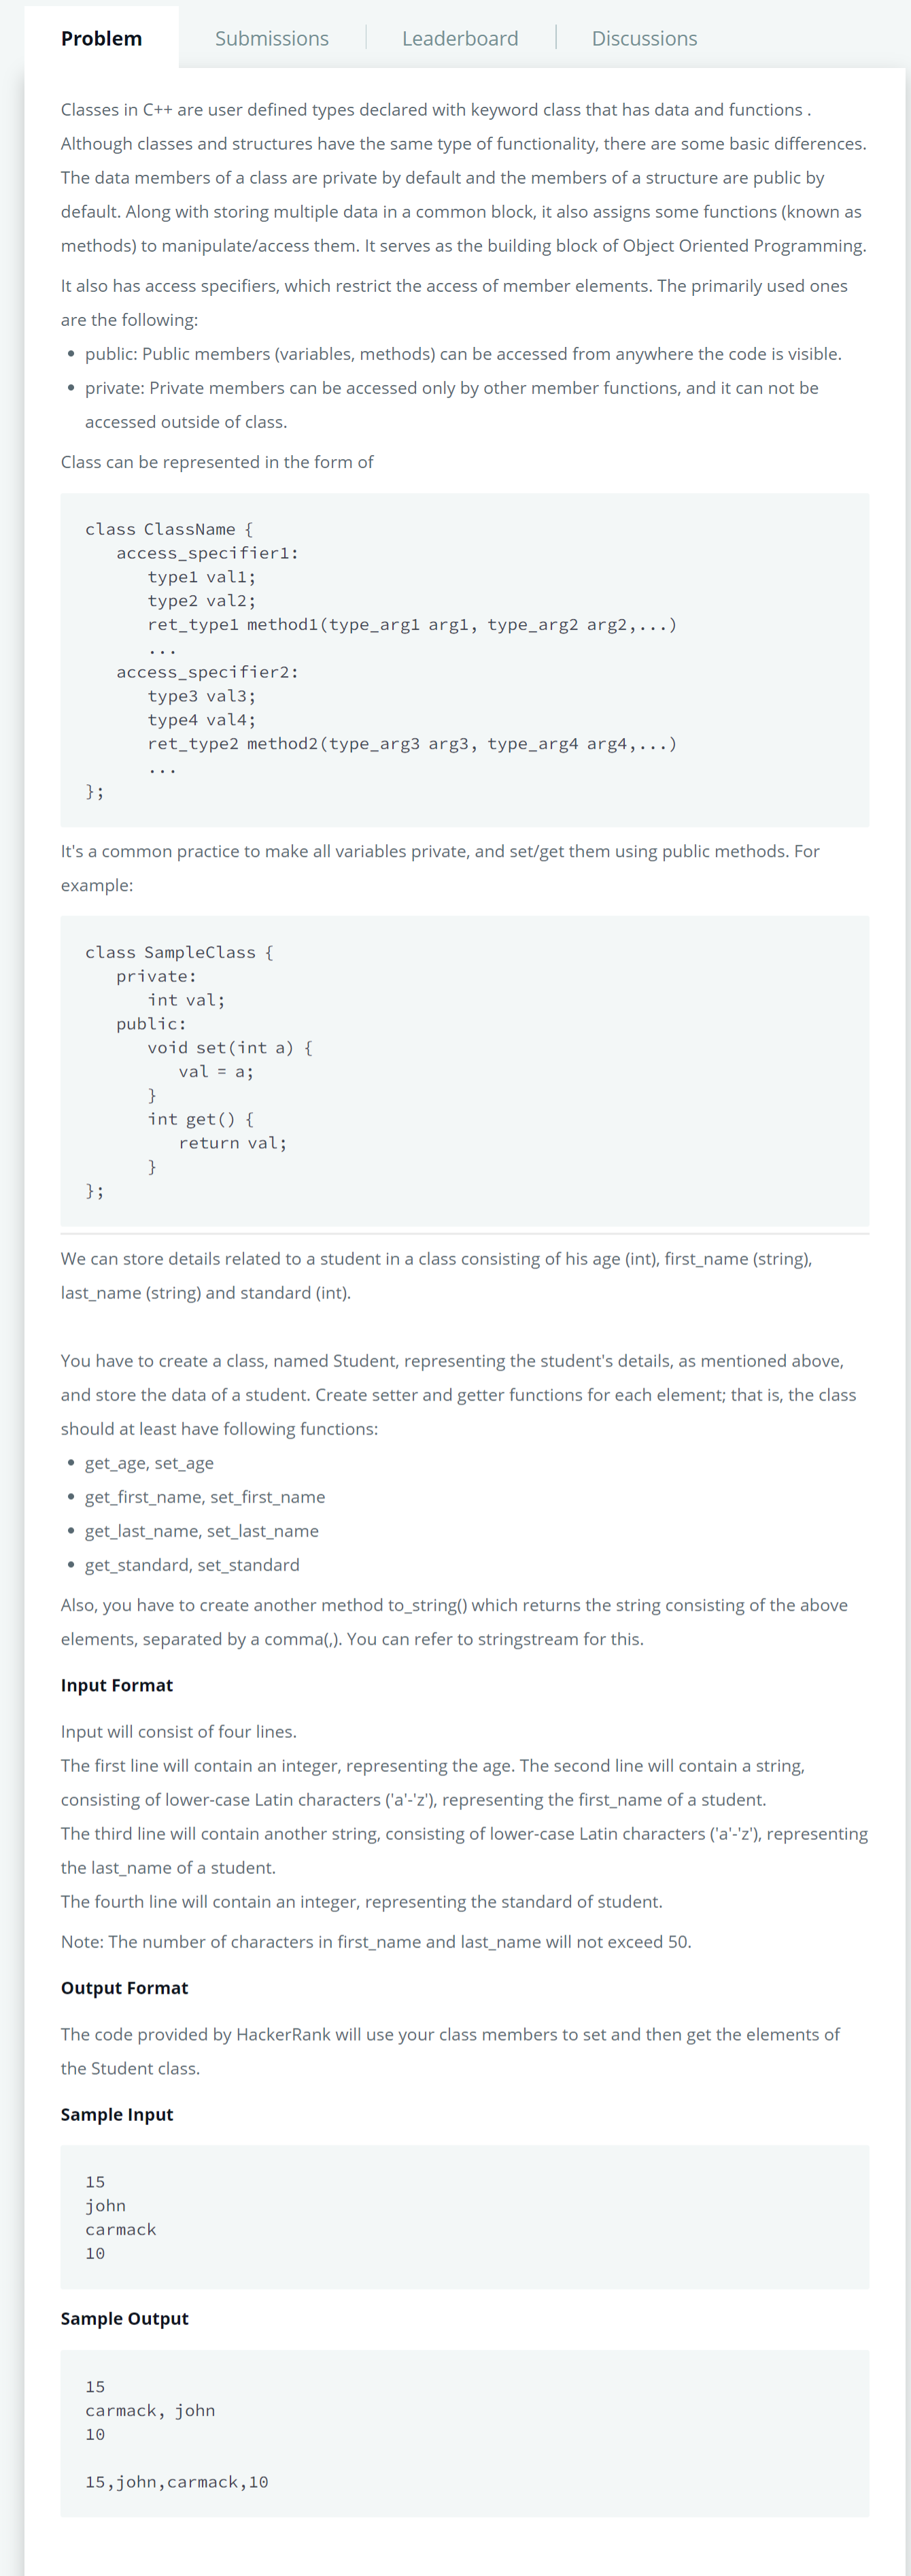 Problem
Submissions
Leaderboard
Discussions
Classes in C++ are user defined types declared with keyword class that has data and functions .
Although classes and structures have the same type of functionality, there are some basic differences.
The data members of a class are private by default and the members of a structure are public by
default. Along with storing multiple data in a common block, it also assigns some functions (known as
methods) to manipulate/access them. It serves as the building block of Object Oriented Programming.
It also has access specifiers, which restrict the access of member elements. The primarily used ones
are the following:
• public: Public members (variables, methods) can be accessed from anywhere the code is visible.
• private: Private members can be accessed only by other member functions, and it can not be
accessed outside of class.
Class can be represented in the form of
class ClassName {
   access_specifier1:
      type1 val1;
      type2 val2;
      ret_type1 method1(type_arg1 arg1, type_arg2 arg2,...)
      ...
   access_specifier2:
      type3 val3;
      type4 val4;
      ret_type2 method2(type_arg3 arg3, type_arg4 arg4,...)
      ...
};
It's a common practice to make all variables private, and set/get them using public methods. For
example:
class SampleClass {
   private:
      int val;
   public:
      void set(int a) {
         val = a;
      }
      int get() {
         return val;
      }
};
We can store details related to a student in a class consisting of his age (int), first_name (string),
last_name (string) and standard (int).
You have to create a class, named Student, representing the student's details, as mentioned above,
and store the data of a student. Create setter and getter functions for each element; that is, the class
should at least have following functions:
• get_age, set_age
• get_first_name, set_first_name
• get_last_name, set_last_name
• get_standard, set_standard
Also, you have to create another method to_string() which returns the string consisting of the above
elements, separated by a comma(,). You can refer to stringstream for this.
Input Format
Input will consist of four lines.
The first line will contain an integer, representing the age. The second line will contain a string,
consisting of lower-case Latin characters ('a'-'z'), representing the first_name of a student.
The third line will contain another string, consisting of lower-case Latin characters ('a'-'z'), representing
the last_name of a student.
The fourth line will contain an integer, representing the standard of student.
Note: The number of characters in first_name and last_name will not exceed 50.
Output Format
The code provided by HackerRank will use your class members to set and then get the elements of
the Student class.
Sample Input
15
john
carmack
10
Sample Output
15
carmack, john
10
15,john,carmack,10